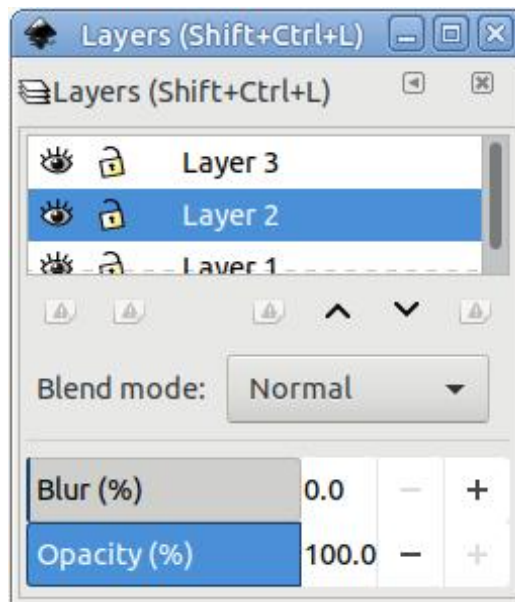 Layers (Shift+Ctrl+L)
Layers (Shift+Ctrl+L)
Layer 3
Layer 2
Layer 1
Blend mode: Normal
Blur (%) 0.0
Opacity (%) 100.0